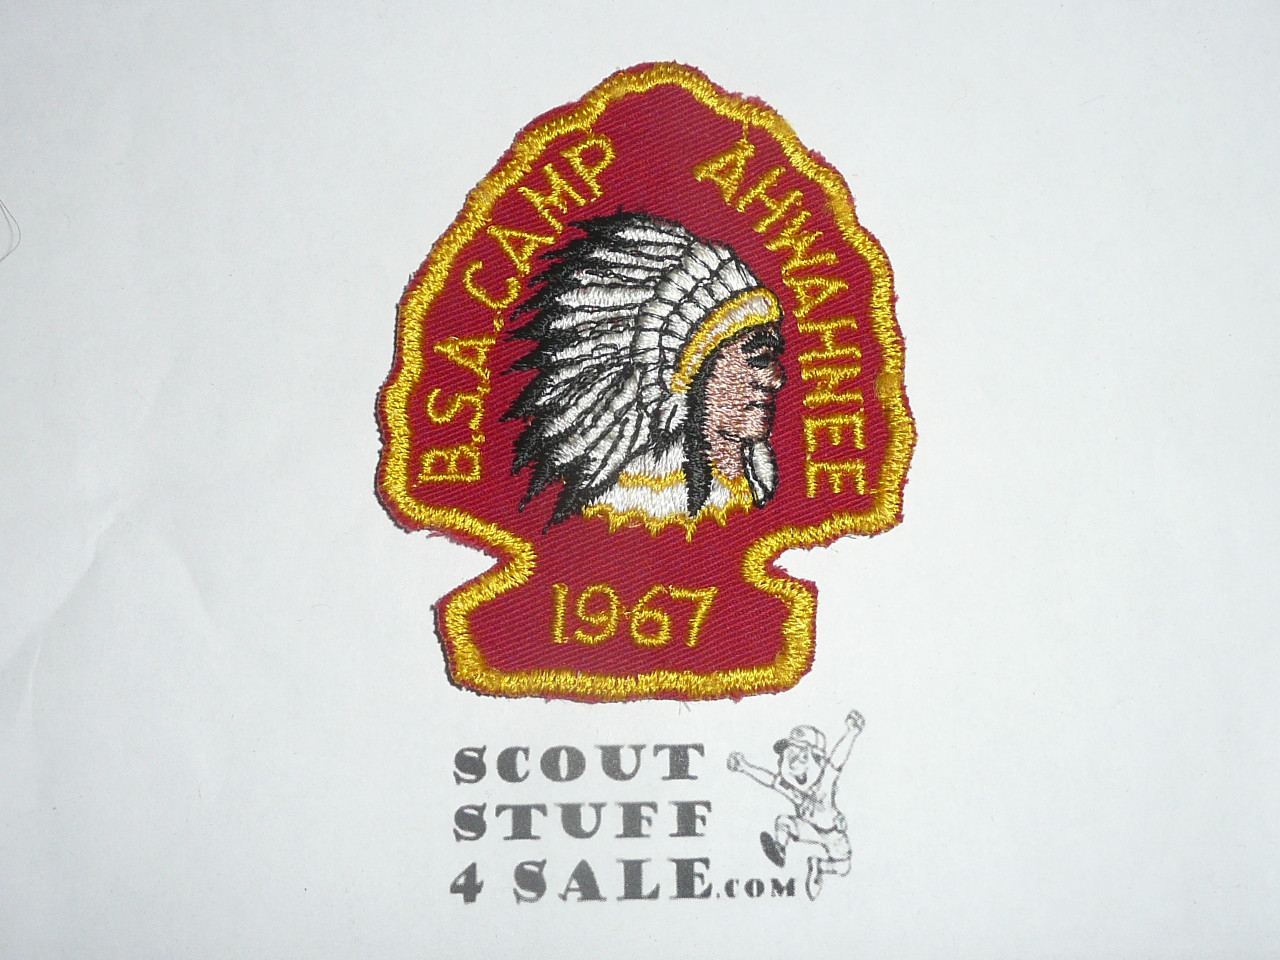 B.S.A. CAMP AHWAHNEE
1967
SCOUT
STUFF
4 SALE.COM